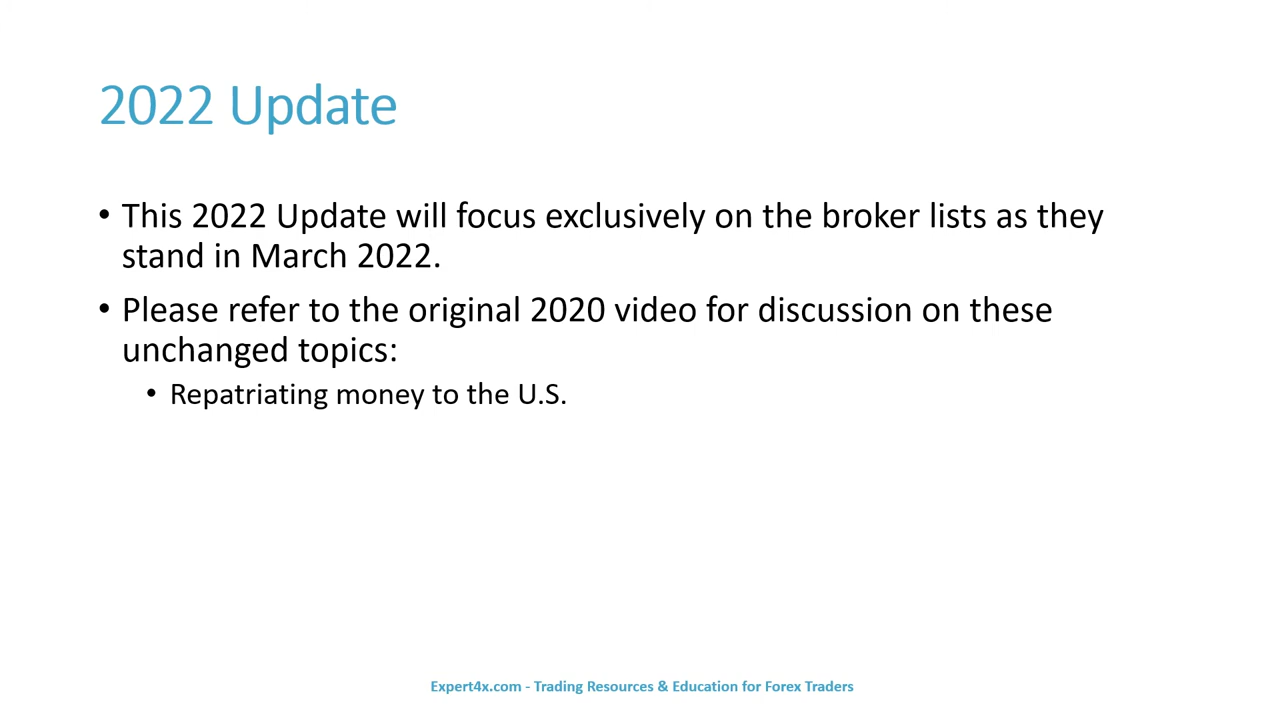 2022 Update
• This 2022 Update will focus exclusively on the broker lists as they
stand in March 2022.
• Please refer to the original 2020 video for discussion on these
unchanged topics:
• Repatriating money to the U.S.
Expert4x.com - Trading Resources & Education for Forex Traders